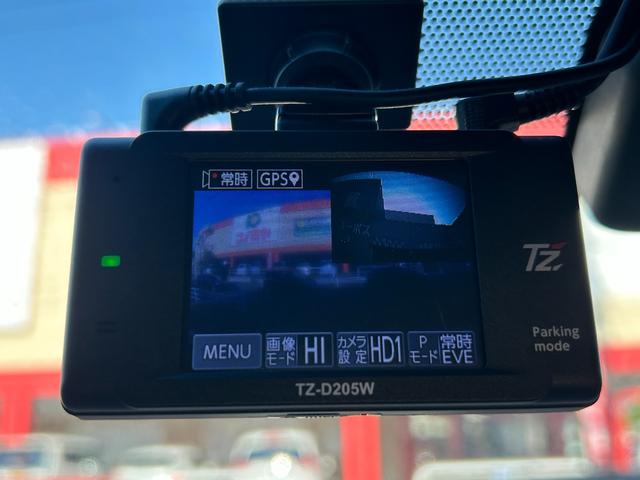 常時 GPS
MENU
画像
モード
HI
カメラ
設定
HD1
P
モード
常時
EVE
TZ
Parking
mode
TZ-D205W